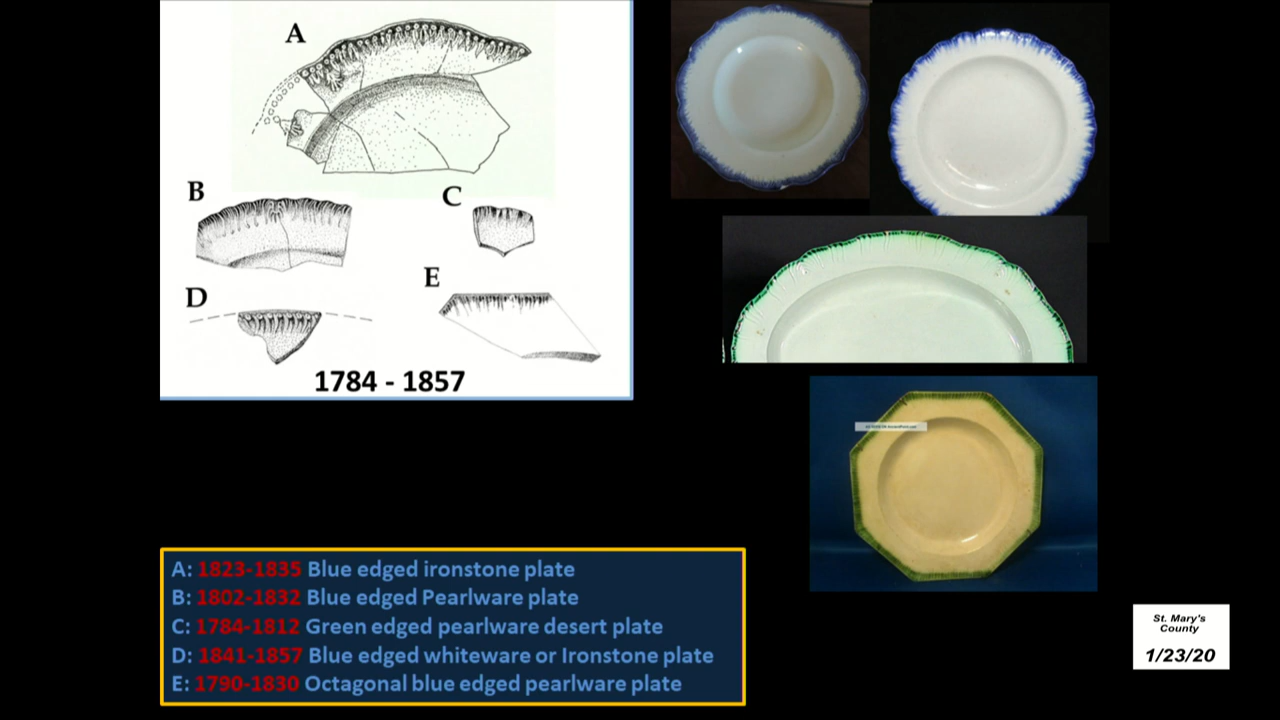 A
B
C
D
E
1784 - 1857
A: 1823-1835 Blue edged ironstone plate
B: 1802-1832 Blue edged Pearlware plate
C: 1784-1812 Green edged pearlware desert plate
D: 1841-1857 Blue edged whiteware or Ironstone plate
E: 1790-1830 Octagonal blue edged pearlware plate
St. Mary's
County
1/23/20